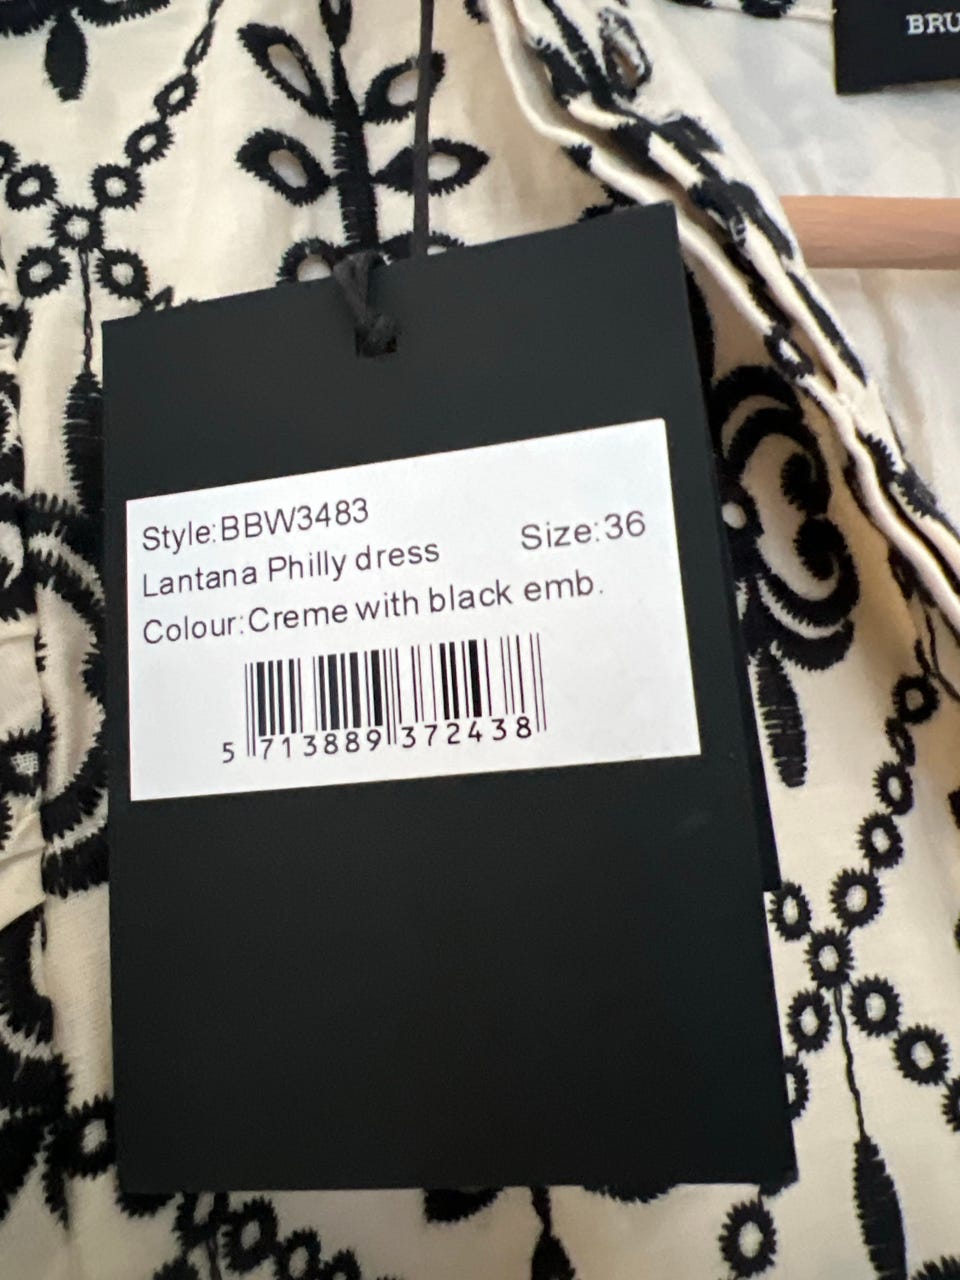 BRU
Style:BBW3483
Lantana Philly dress
Size:36
Colour:Creme with black emb.
5 713889 372438